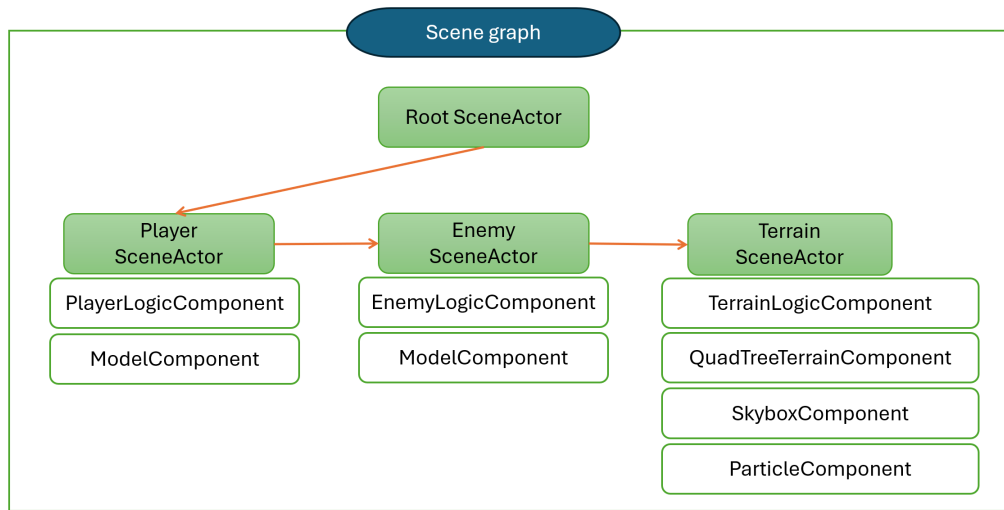 Scene graph
Root SceneActor
Player
SceneActor
Enemy
SceneActor
Terrain
SceneActor
PlayerLogicComponent
EnemyLogicComponent
TerrainLogicComponent
ModelComponent
ModelComponent
QuadTreeTerrainComponent
SkyboxComponent
ParticleComponent